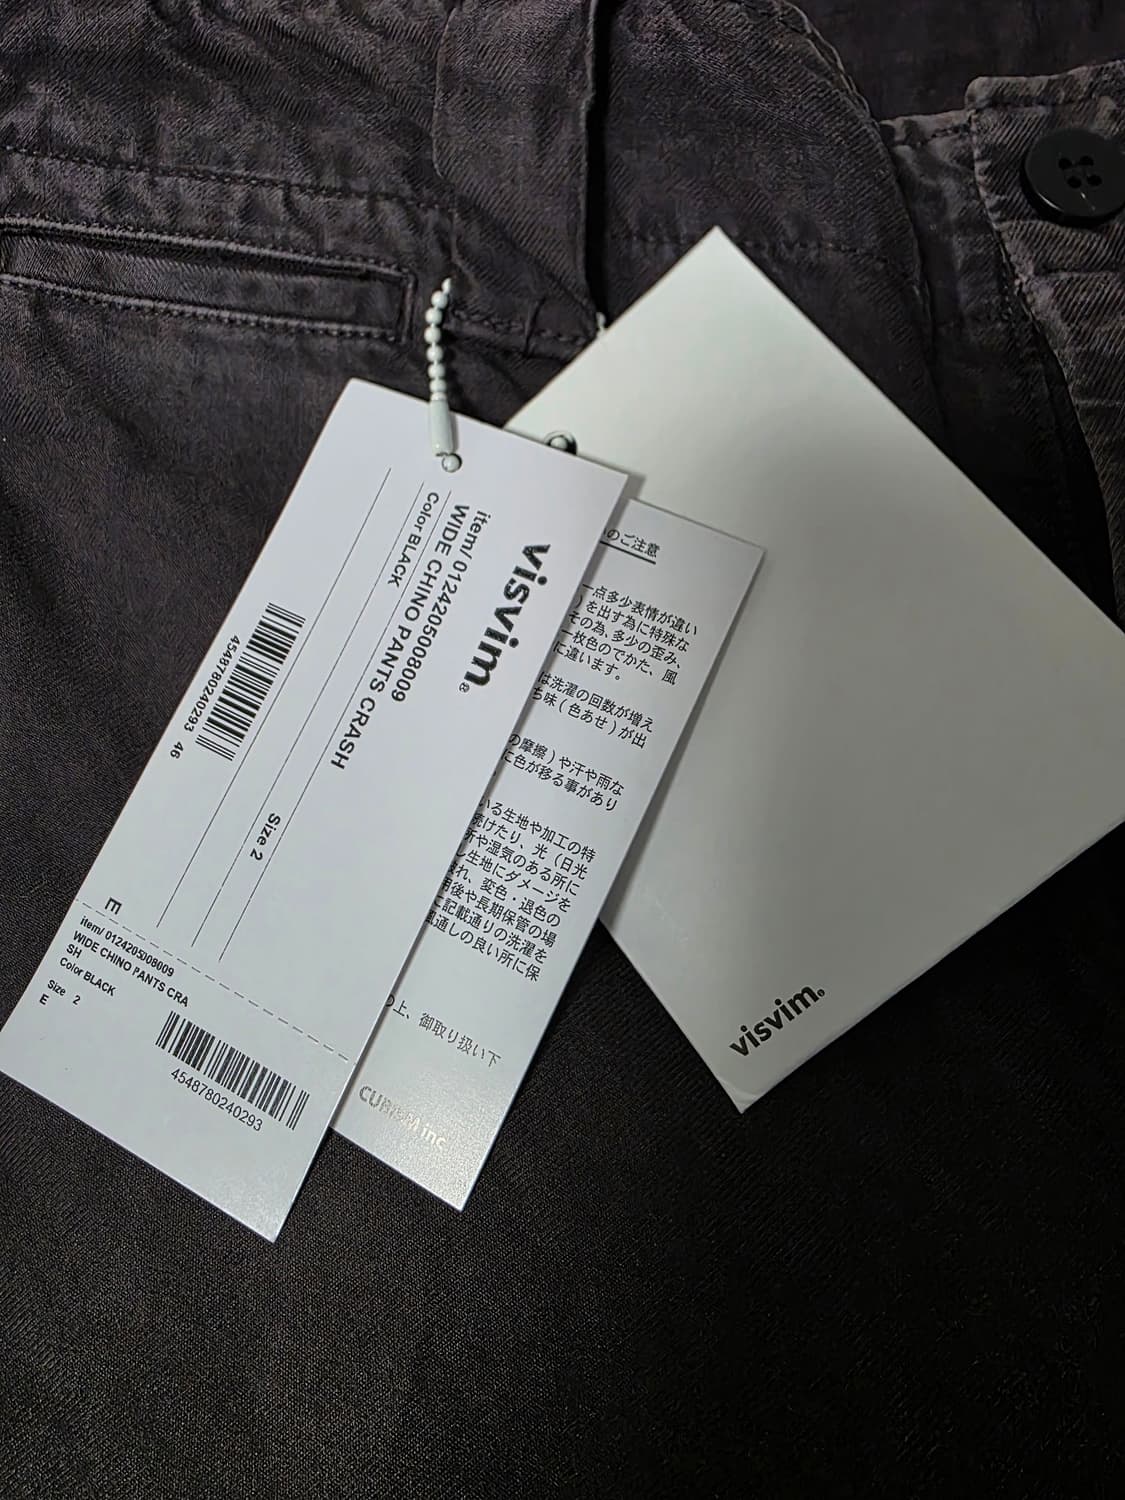 visvim®
item/ 0124205008009
WIDE CHINO PANTS CRASH
Color BLACK
Size 2
4548780240293 46
E
item/ 0124205008009
WIDE CHINO PANTS CRA
SH
Color BLACK
Size 2
E
4548780240293
のご注意
一点多少表情が違い
)を出す為に特殊な
その為、多少の歪み、
一枚色のでかた、風
に違います。
は洗濯の回数が増え
ち味(色あせ)が出
の摩擦)や汗や雨な
に色が移る事があり
いる生地や加工の特
続けたり、光(日光
所や湿気のある所に
し生地にダメージを
れ、変色・退色の
用後や長期保管の場
に記載通りの洗濯を
風通しの良い所に保
の上、御取り扱い下
CUBISM inc.
visvim®